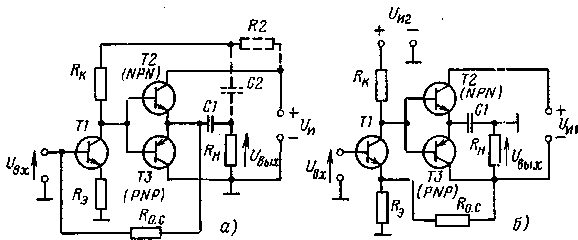 R2
T2
(NPN)
Rк
C2
C1
T1
+
Uи
−
Uвх
Rн
Uвых
T3
(PNP)
Rэ
Rо.с
а)
+ Uи2 −
Rк
T2
(NPN)
C1
T1
+
Uи1
−
Uвх
Rн
Uвых
T3
(PNP)
Rэ
Rо.с
б)